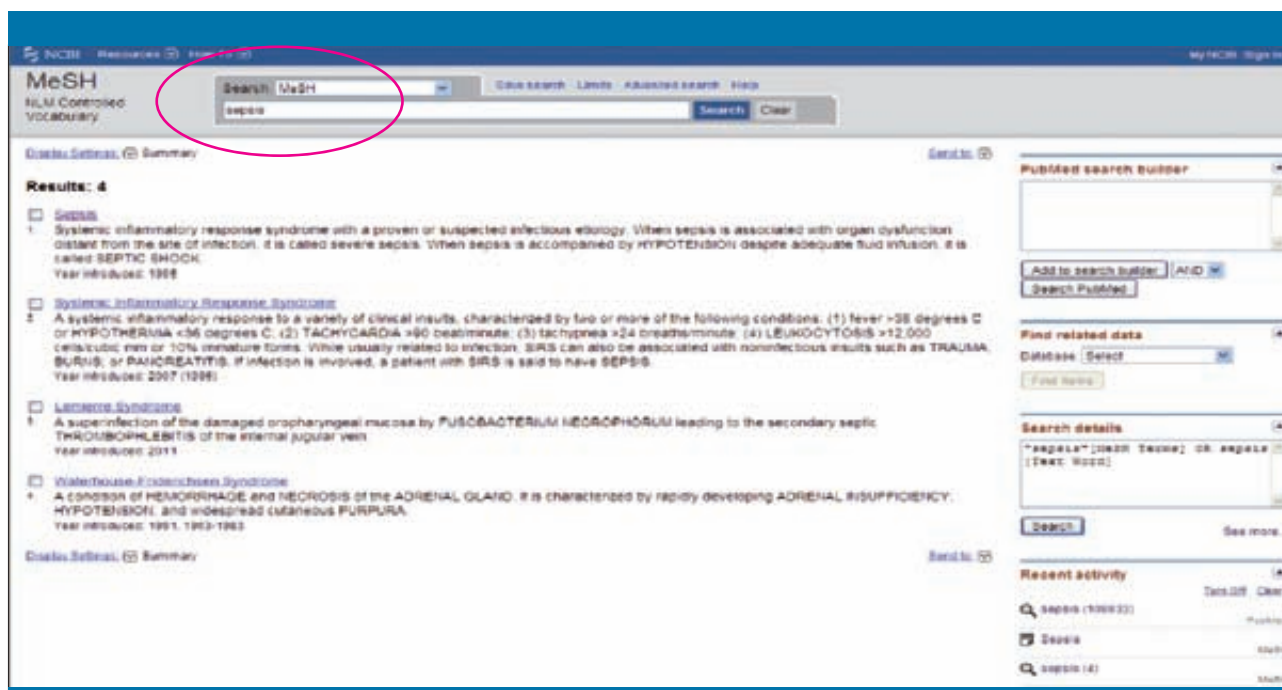 NCBI Resources How To
My NCBI Sign In
MeSH
NLM Controlled
Vocabulary
Search MeSH
Save search Limits Advanced search Help
sepsis
Search Clear
Display Settings: Summary
Send to:
Results: 4
Sepsis
1. Systemic inflammatory response syndrome with a proven or suspected infectious etiology. When sepsis is associated with organ dysfunction
distant from the site of infection, it is called severe sepsis. When sepsis is accompanied by HYPOTENSION despite adequate fluid infusion, it is
called SEPTIC SHOCK.
Year introduced:
Systemic Inflammatory Response Syndrome
2. A systemic inflammatory response to a variety of clinical insults, characterized by two or more of the following conditions: (1) fever >38 degrees C
or HYPOTHERMIA <36 degrees C, (2) TACHYCARDIA >90 beat/minute, (3) tachypnea >24 breaths/minute, (4) LEUKOCYTOSIS >12,000
cells/cubic mm or 10% immature forms. While usually related to infection, SIRS can also be associated with noninfectious insults such as TRAUMA;
BURNS; or PANCREATITIS. If infection is involved, a patient with SIRS is said to have SEPSIS.
Year introduced: 2007
Lemierre Syndrome
3. A superinfection of the damaged oropharyngeal mucosa by FUSOBACTERIUM NECROPHORUM leading to the secondary septic
THROMBOPHLEBITIS of the internal jugular vein.
Year introduced: 2011
Waterhouse-Friderichsen Syndrome
4. A condition of HEMORRHAGE and NECROSIS of the ADRENAL GLAND. It is characterized by rapidly developing ADRENAL INSUFFICIENCY;
HYPOTENSION; and widespread cutaneous PURPURA.
Year introduced: 1991,
Display Settings: Summary
Send to:
PubMed search builder
Add to search builder AND
Search PubMed
Find related data
Database: Select
Find items
Search details
"sepsis"[MeSH Terms] OR sepsis
[Text Word]
Search
See more.
Recent activity
Turn Off Clear
sepsis
Sepsis
sepsis (4)